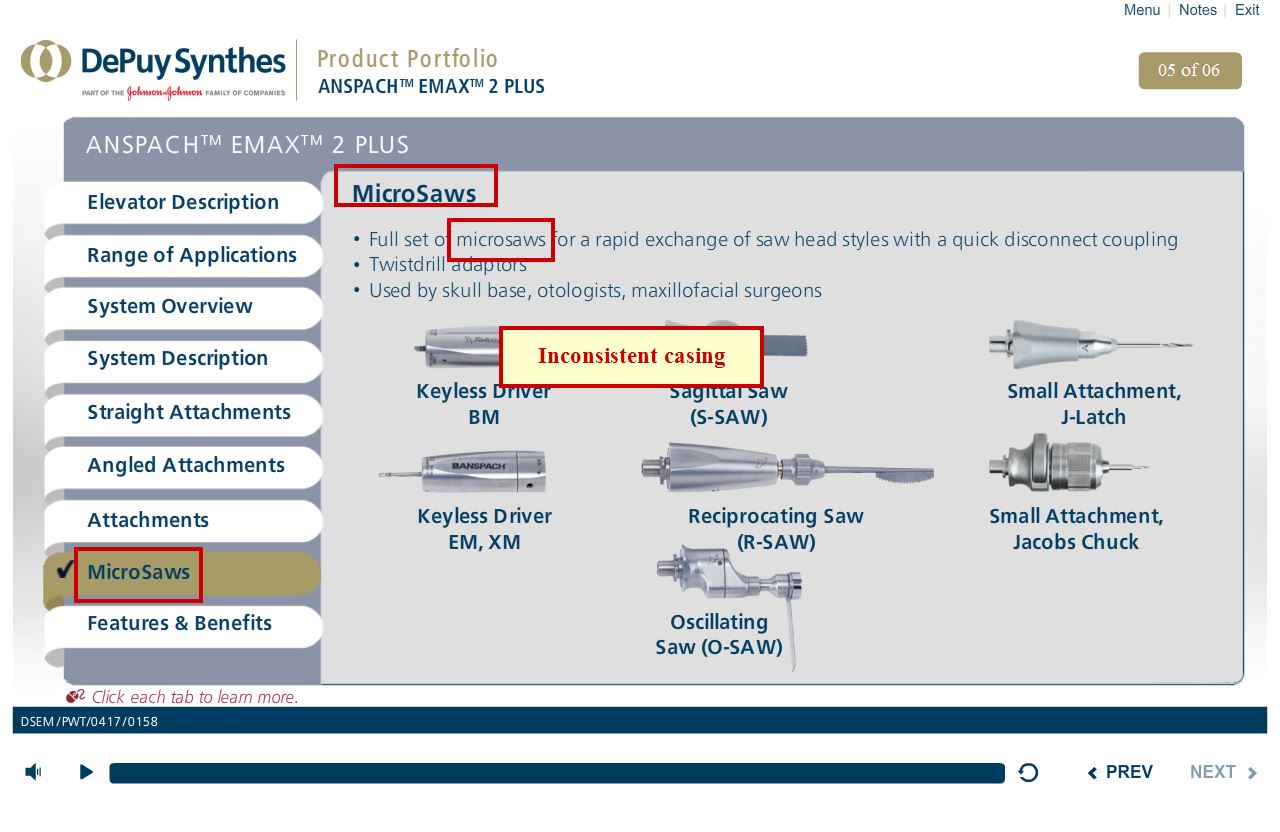 Menu | Notes | Exit
DePuy Synthes
PART OF THE Johnson & Johnson FAMILY OF COMPANIES
Product Portfolio
ANSPACH™ EMAX™ 2 PLUS
05 of 06
ANSPACH™ EMAX™ 2 PLUS
Elevator Description
Range of Applications
System Overview
System Description
Straight Attachments
Angled Attachments
Attachments
MicroSaws
Features & Benefits
MicroSaws
• Full set of microsaws for a rapid exchange of saw head styles with a quick disconnect coupling
• Twistdrill adaptors
• Used by skull base, otologists, maxillofacial surgeons
Inconsistent casing
Keyless Driver
BM
Sagittal Saw
(S-SAW)
Small Attachment,
J-Latch
ANSPACH
Keyless Driver
EM, XM
Reciprocating Saw
(R-SAW)
Small Attachment,
Jacobs Chuck
Oscillating
Saw (O-SAW)
Click each tab to learn more.
DSEM/PWT/0417/0158
PREV
NEXT